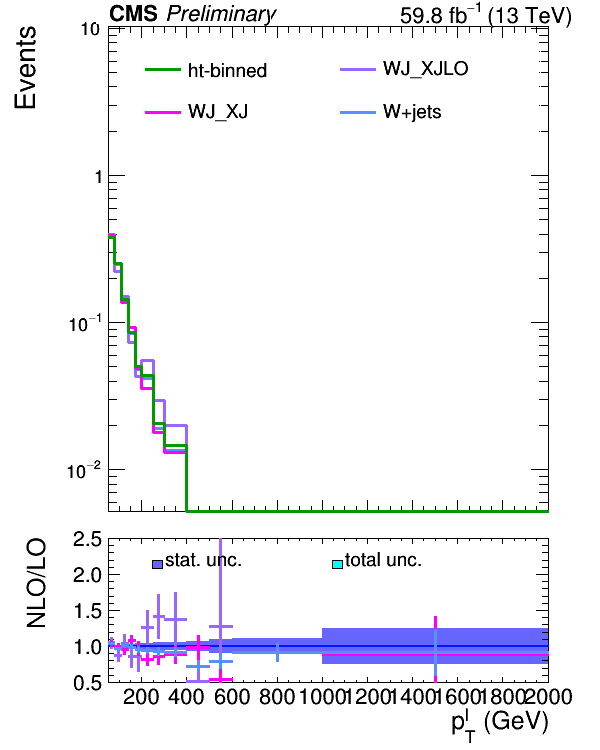 CMS Preliminary 59.8 fb⁻¹ (13 TeV)
Events
10
1
10⁻¹
10⁻²
ht-binned WJ_XJLO
WJ_XJ W+jets
NLO/LO
2.5
2.0
1.5
1.0
0.5
stat. unc. total unc.
200 400 600 800 1000 1200 1400 1600 1800 2000
p_T^l (GeV)